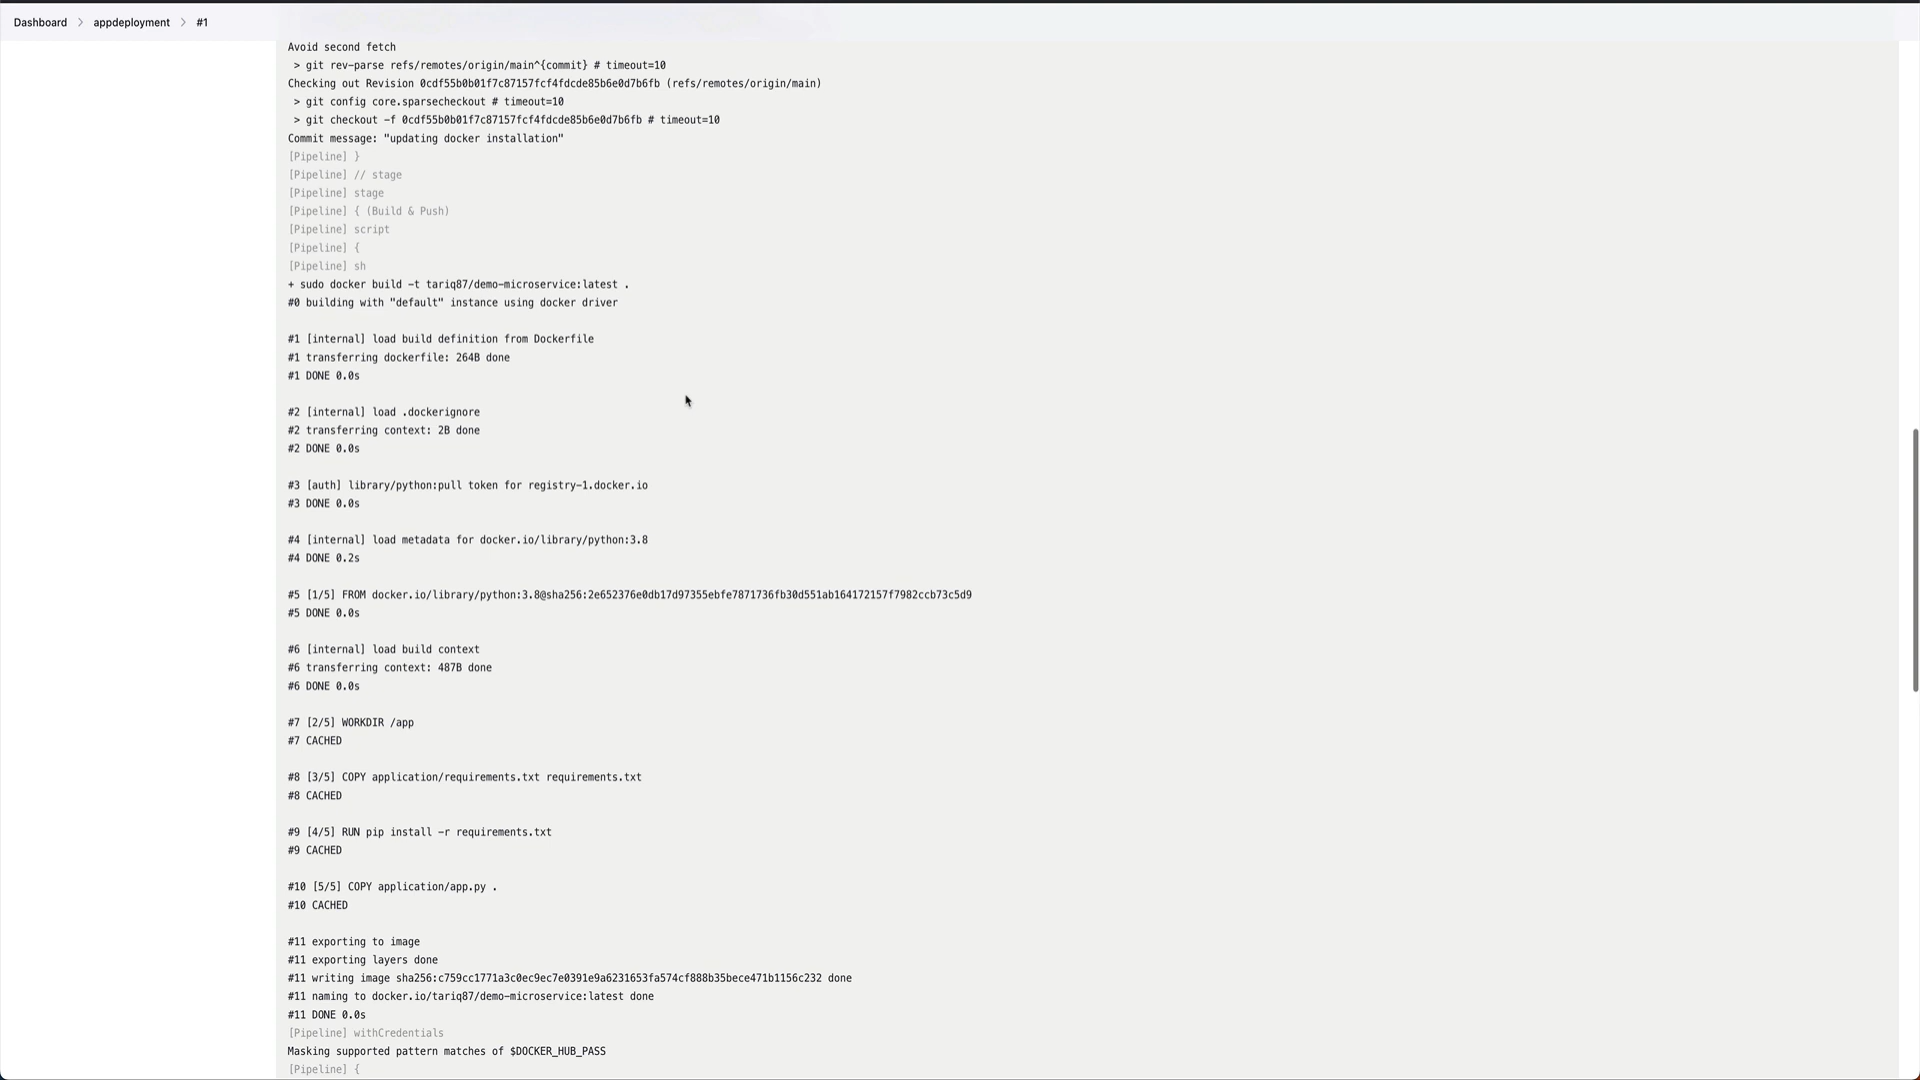 Dashboard > appdeployment > #1
Avoid second fetch
 > git rev-parse refs/remotes/origin/main^{commit} # timeout=10
Checking out Revision 0cdf55b0b01f7c87157fcf4fdcde85b6e0d7b6fb (refs/remotes/origin/main)
 > git config core.sparsecheckout # timeout=10
 > git checkout -f 0cdf55b0b01f7c87157fcf4fdcde85b6e0d7b6fb # timeout=10
Commit message: "updating docker installation"
[Pipeline] }
[Pipeline] // stage
[Pipeline] stage
[Pipeline] { (Build & Push)
[Pipeline] script
[Pipeline] {
[Pipeline] sh
+ sudo docker build -t tariq87/demo-microservice:latest .
#0 building with "default" instance using docker driver
#1 [internal] load build definition from Dockerfile
#1 transferring dockerfile: 264B done
#1 DONE 0.0s
#2 [internal] load .dockerignore
#2 transferring context: 2B done
#2 DONE 0.0s
#3 [auth] library/python:pull token for registry-1.docker.io
#3 DONE 0.0s
#4 [internal] load metadata for docker.io/library/python:3.8
#4 DONE 0.2s
#5 [1/5] FROM docker.io/library/python:3.8@sha256:2e652376e0db17d97355ebfe7871736fb30d551ab164172157f7982ccb73c5d9
#5 DONE 0.0s
#6 [internal] load build context
#6 transferring context: 487B done
#6 DONE 0.0s
#7 [2/5] WORKDIR /app
#7 CACHED
#8 [3/5] COPY application/requirements.txt requirements.txt
#8 CACHED
#9 [4/5] RUN pip install -r requirements.txt
#9 CACHED
#10 [5/5] COPY application/app.py .
#10 CACHED
#11 exporting to image
#11 exporting layers done
#11 writing image sha256:c759cc1771a3c0ec9ec7e0391e9a6231653fa574cf888b35bece471b1156c232 done
#11 naming to docker.io/tariq87/demo-microservice:latest done
#11 DONE 0.0s
[Pipeline] withCredentials
Masking supported pattern matches of $DOCKER_HUB_PASS
[Pipeline] {